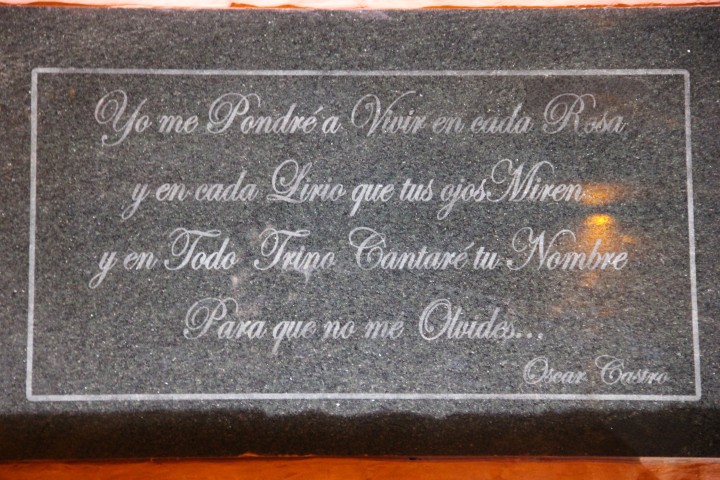 Yo me Pondré a Vivir en cada Rosa
y en cada Lirio que tus ojos Miren
y en Todo Trino Cantaré tu Nombre
Para que no me Olvides...
Oscar Castro